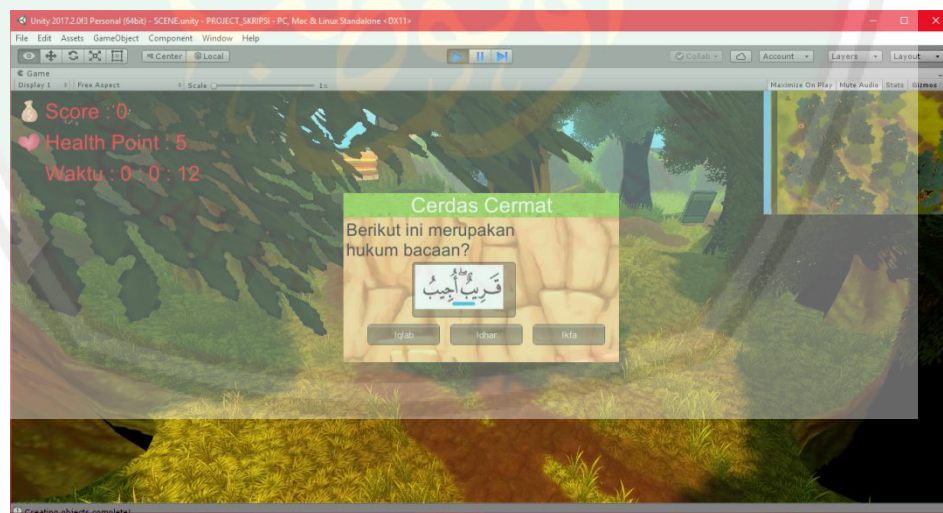 Unity 2017.2.0f3 Personal (64bit) - SCENE.unity - PROJECT_SKRIPSI - PC, Mac & Linux Standalone <DX11>
File Edit Assets GameObject Component Window Help
Center Local Collab Account Layers Layout
Game
Display 1 Free Aspect Scale 1x Maximize On Play Mute Audio Stats Gizmos
Score : 0
Health Point : 5
Waktu : 0 : 0 : 12
Cerdas Cermat
Berikut ini merupakan
hukum bacaan?
قَرِيبٌ ۖ أُجِيبُ
Iqlab Idhar Ikfa
Creating objects complete!